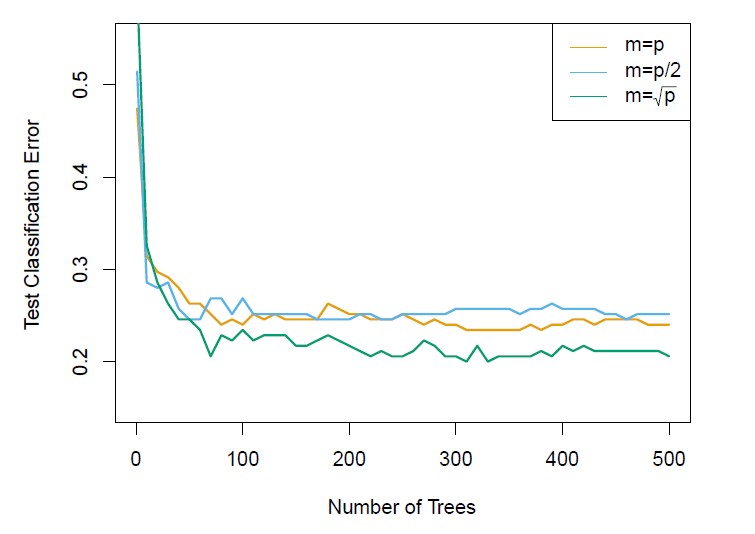 m=p
m=p/2
m=√p
Test Classification Error
0.5
0.4
0.3
0.2
0 100 200 300 400 500
Number of Trees